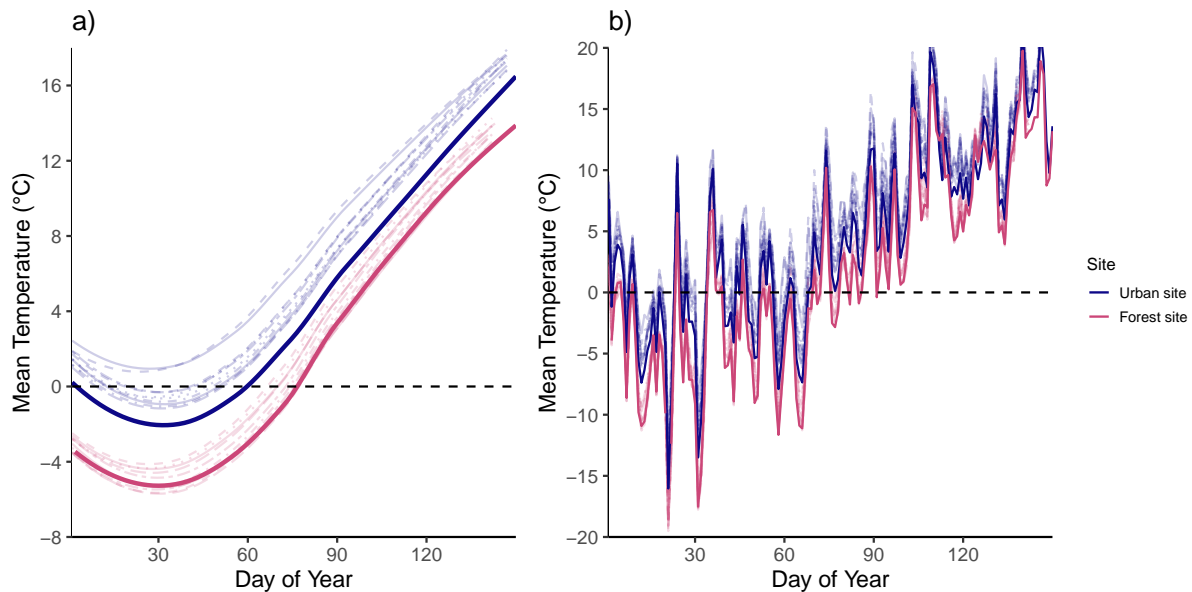 a)
Mean Temperature (°C)
16
12
8
4
0
−4
−8
30
60
90
120
Day of Year
b)
Mean Temperature (°C)
20
15
10
5
0
−5
−10
−15
−20
30
60
90
120
Day of Year
Site
Urban site
Forest site